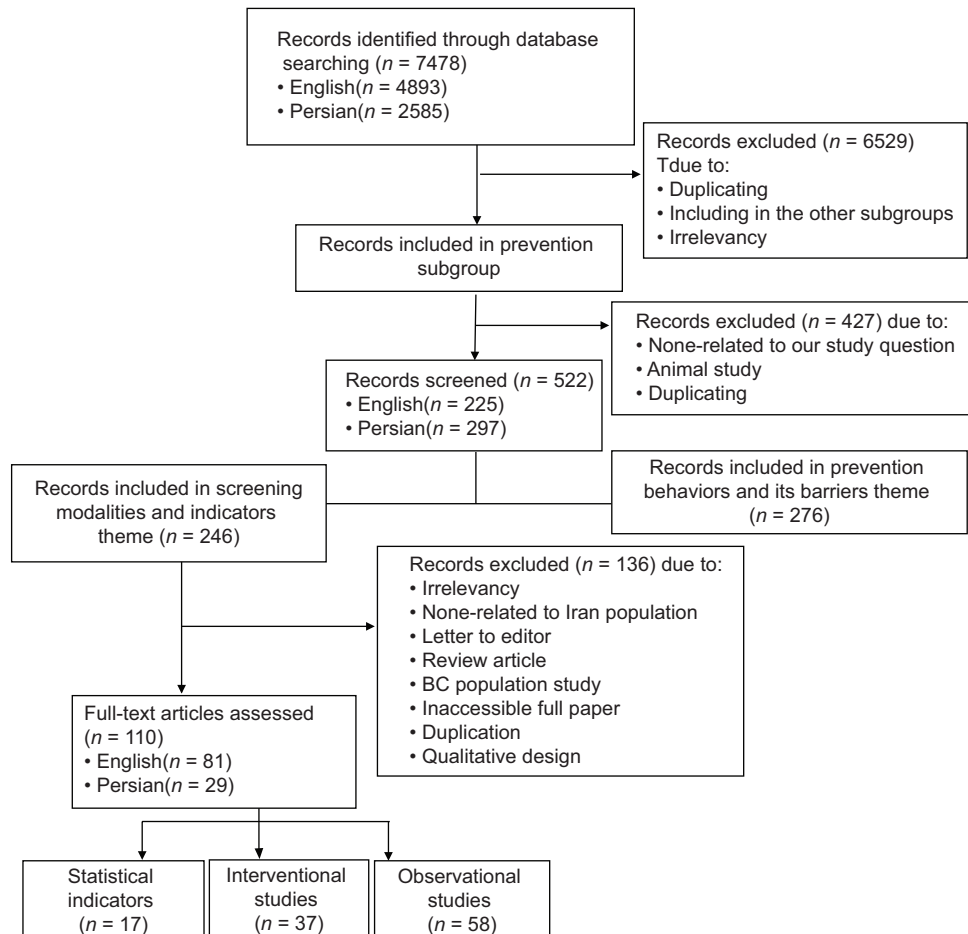 Records identified through database
searching (n = 7478)
• English(n = 4893)
• Persian(n = 2585)
Records excluded (n = 6529)
Tdue to:
• Duplicating
• Including in the other subgroups
• Irrelevancy
Records included in prevention
subgroup
Records excluded (n = 427) due to:
• None-related to our study question
• Animal study
• Duplicating
Records screened (n = 522)
• English(n = 225)
• Persian(n = 297)
Records included in screening
modalities and indicators
theme (n = 246)
Records included in prevention
behaviors and its barriers theme
(n = 276)
Records excluded (n = 136) due to:
• Irrelevancy
• None-related to Iran population
• Letter to editor
• Review article
• BC population study
• Inaccessible full paper
• Duplication
• Qualitative design
Full-text articles assessed
(n = 110)
• English(n = 81)
• Persian(n = 29)
Statistical
indicators
(n = 17)
Interventional
studies
(n = 37)
Observational
studies
(n = 58)